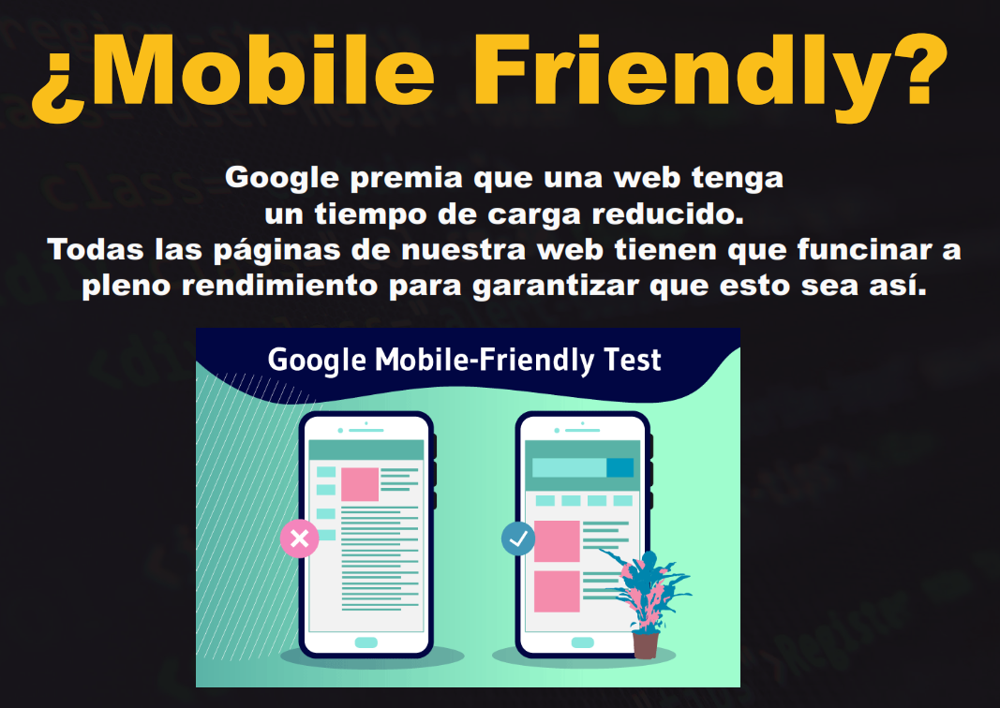 ¿Mobile Friendly?
Google premia que una web tenga
un tiempo de carga reducido.
Todas las páginas de nuestra web tienen que funcinar a
pleno rendimiento para garantizar que esto sea así.
Google Mobile-Friendly Test